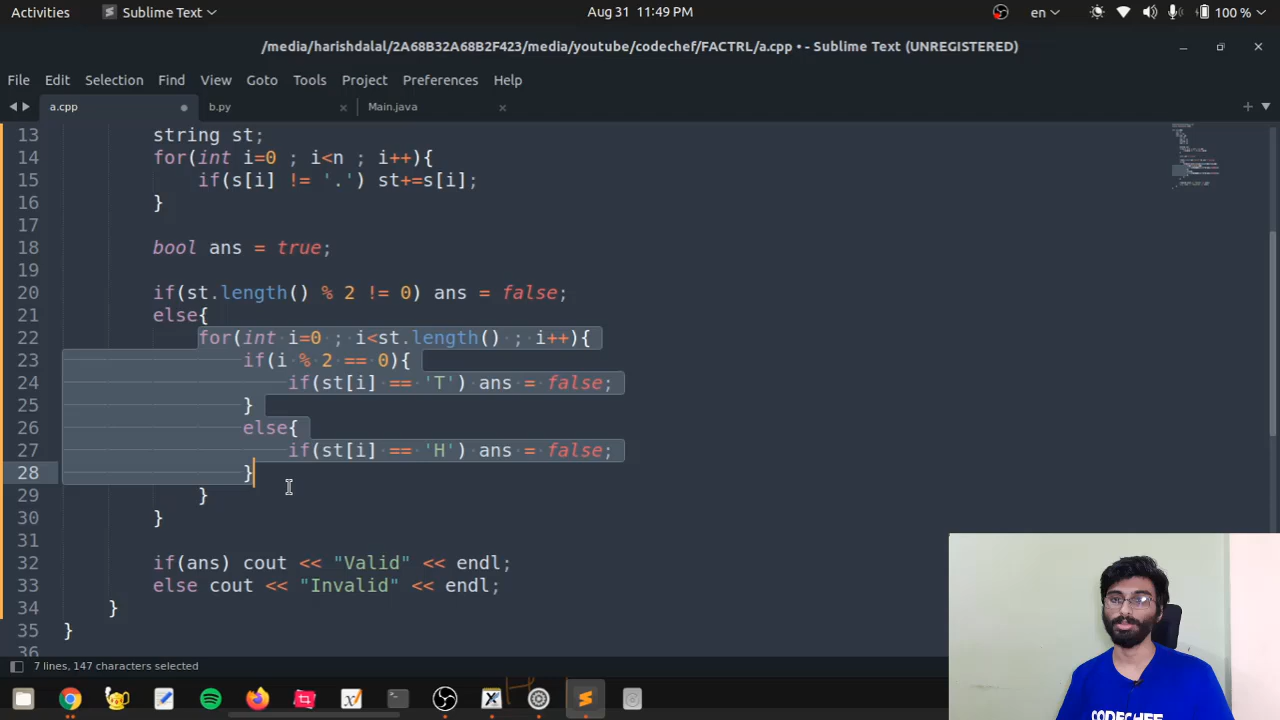 Activities Sublime Text Aug 31 11:49 PM en 100 %
/media/harishdalal/2A68B32A68B2F423/media/youtube/codechef/FACTRL/a.cpp • - Sublime Text (UNREGISTERED)
File Edit Selection Find View Goto Tools Project Preferences Help
a.cpp b.py Main.java
13 string st;
14 for(int i=0 ; i<n ; i++){
15 if(s[i] != '.') st+=s[i];
16 }
17
18 bool ans = true;
19
20 if(st.length() % 2 != 0) ans = false;
21 else{
22 for(int i=0 ; i<st.length() ; i++){
23 if(i % 2 == 0){
24 if(st[i] == 'T') ans = false;
25 }
26 else{
27 if(st[i] == 'H') ans = false;
28 }
29 }
30 }
31
32 if(ans) cout << "Valid" << endl;
33 else cout << "Invalid" << endl;
34 }
35 }
36
7 lines, 147 characters selected
CODECHEF